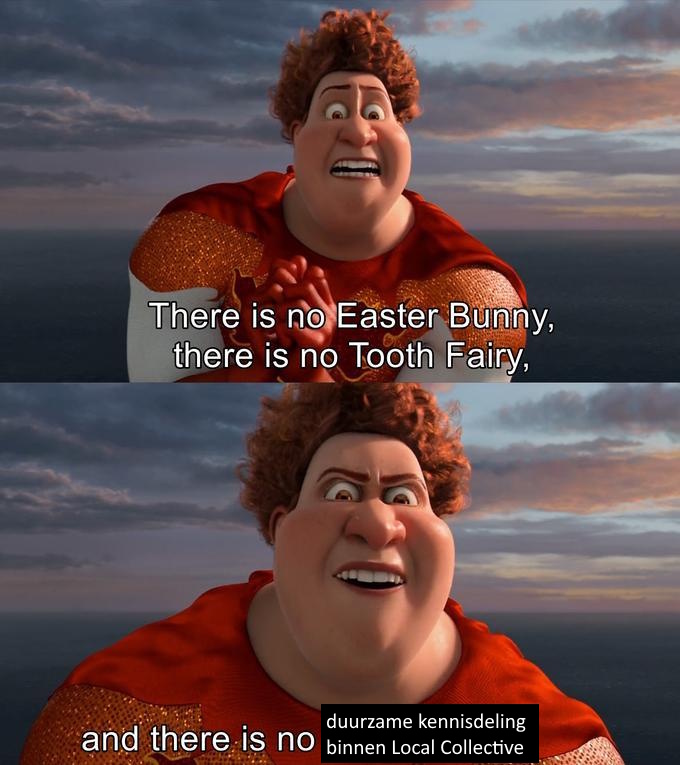 There is no Easter Bunny,
there is no Tooth Fairy,
and there is no duurzame kennisdeling
binnen Local Collective